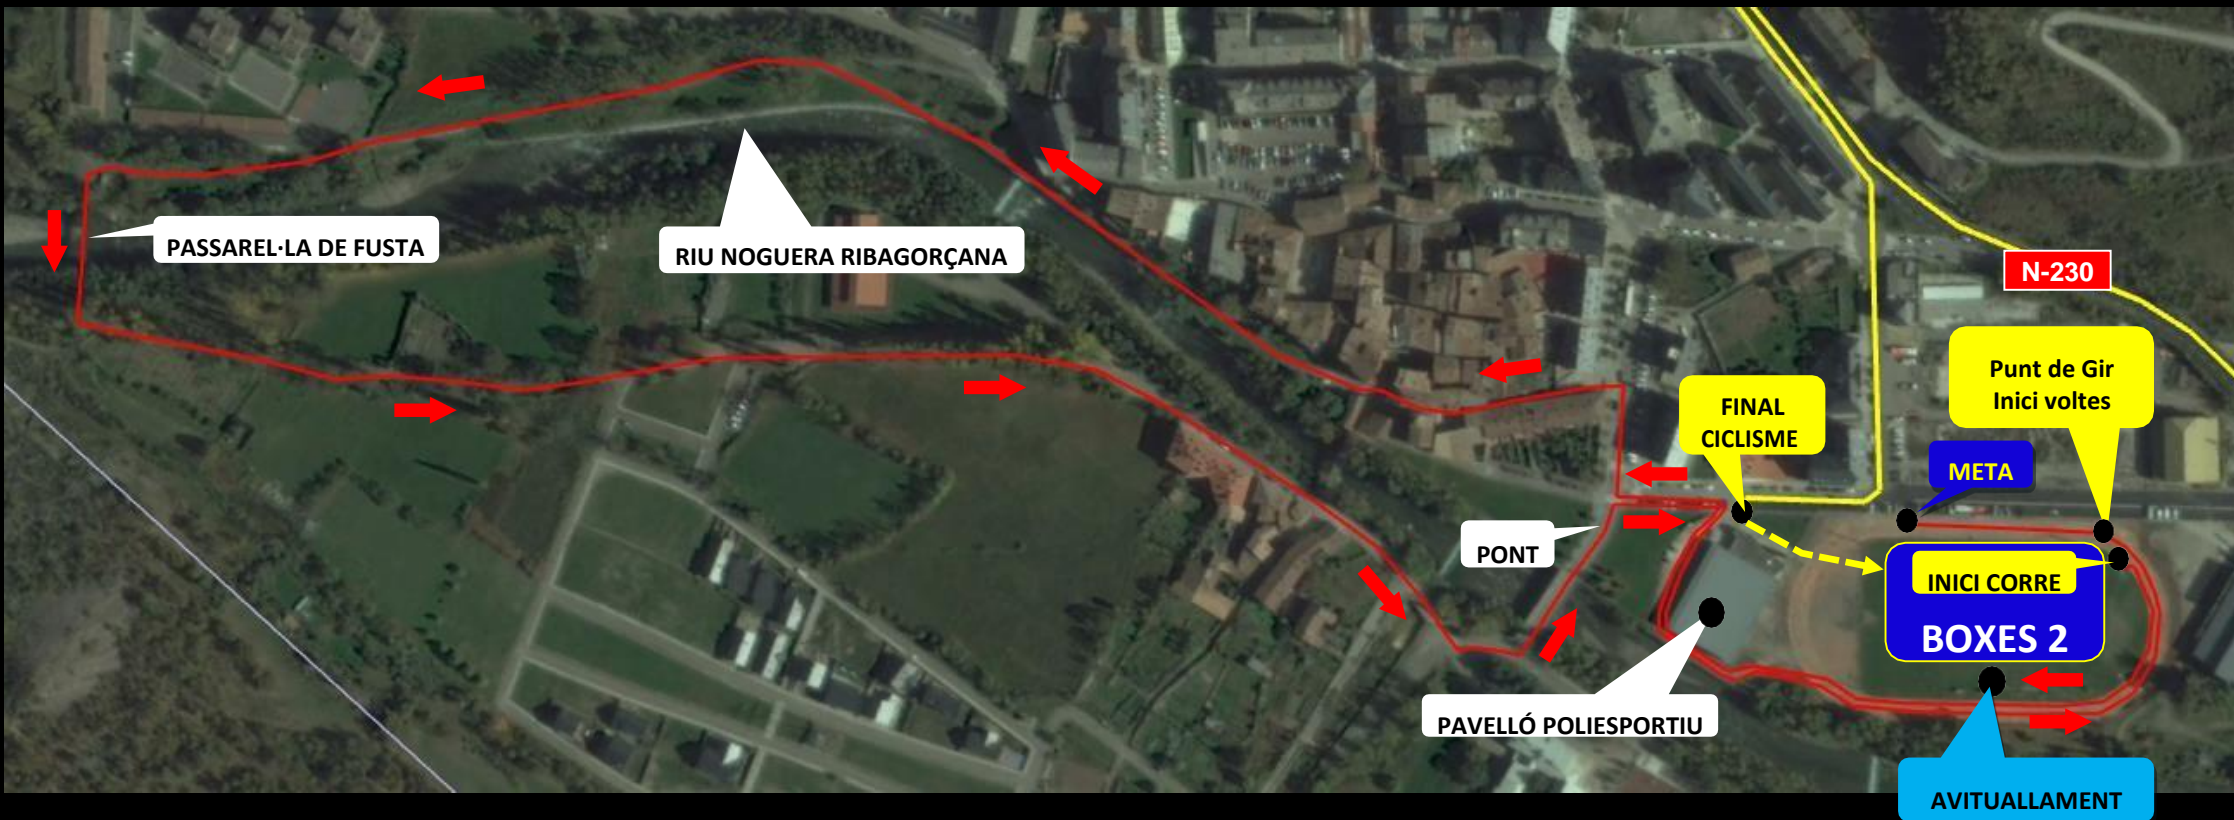 PASSAREL·LA DE FUSTA
RIU NOGUERA RIBAGORÇANA
N-230
Punt de Gir
Inici voltes
FINAL
CICLISME
META
PONT
INICI CORRE
BOXES 2
PAVELLÓ POLIESPORTIU
AVITUALLAMENT